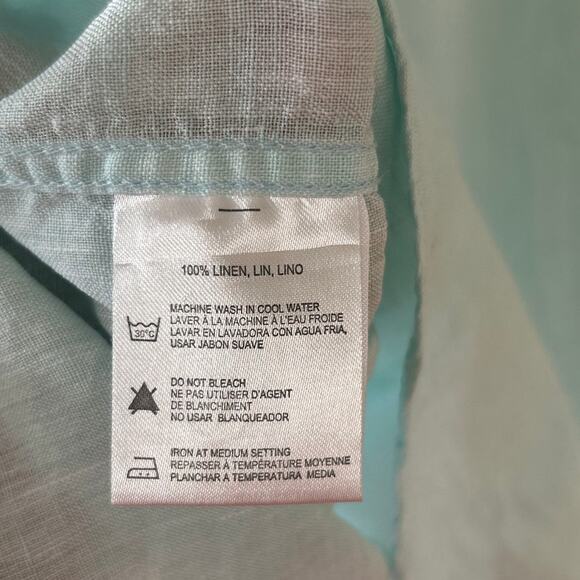 100% LINEN, LIN, LINO
MACHINE WASH IN COOL WATER
LAVER À LA MACHINE À L'EAU FROIDE
LAVAR EN LAVADORA CON AGUA FRIA,
USAR JABON SUAVE
30°C
DO NOT BLEACH
NE PAS UTILISER D'AGENT
DE BLANCHIMENT
NO USAR BLANQUEADOR
IRON AT MEDIUM SETTING
REPASSER À TEMPÉRATURE MOYENNE
PLANCHAR A TEMPERATURA MEDIA